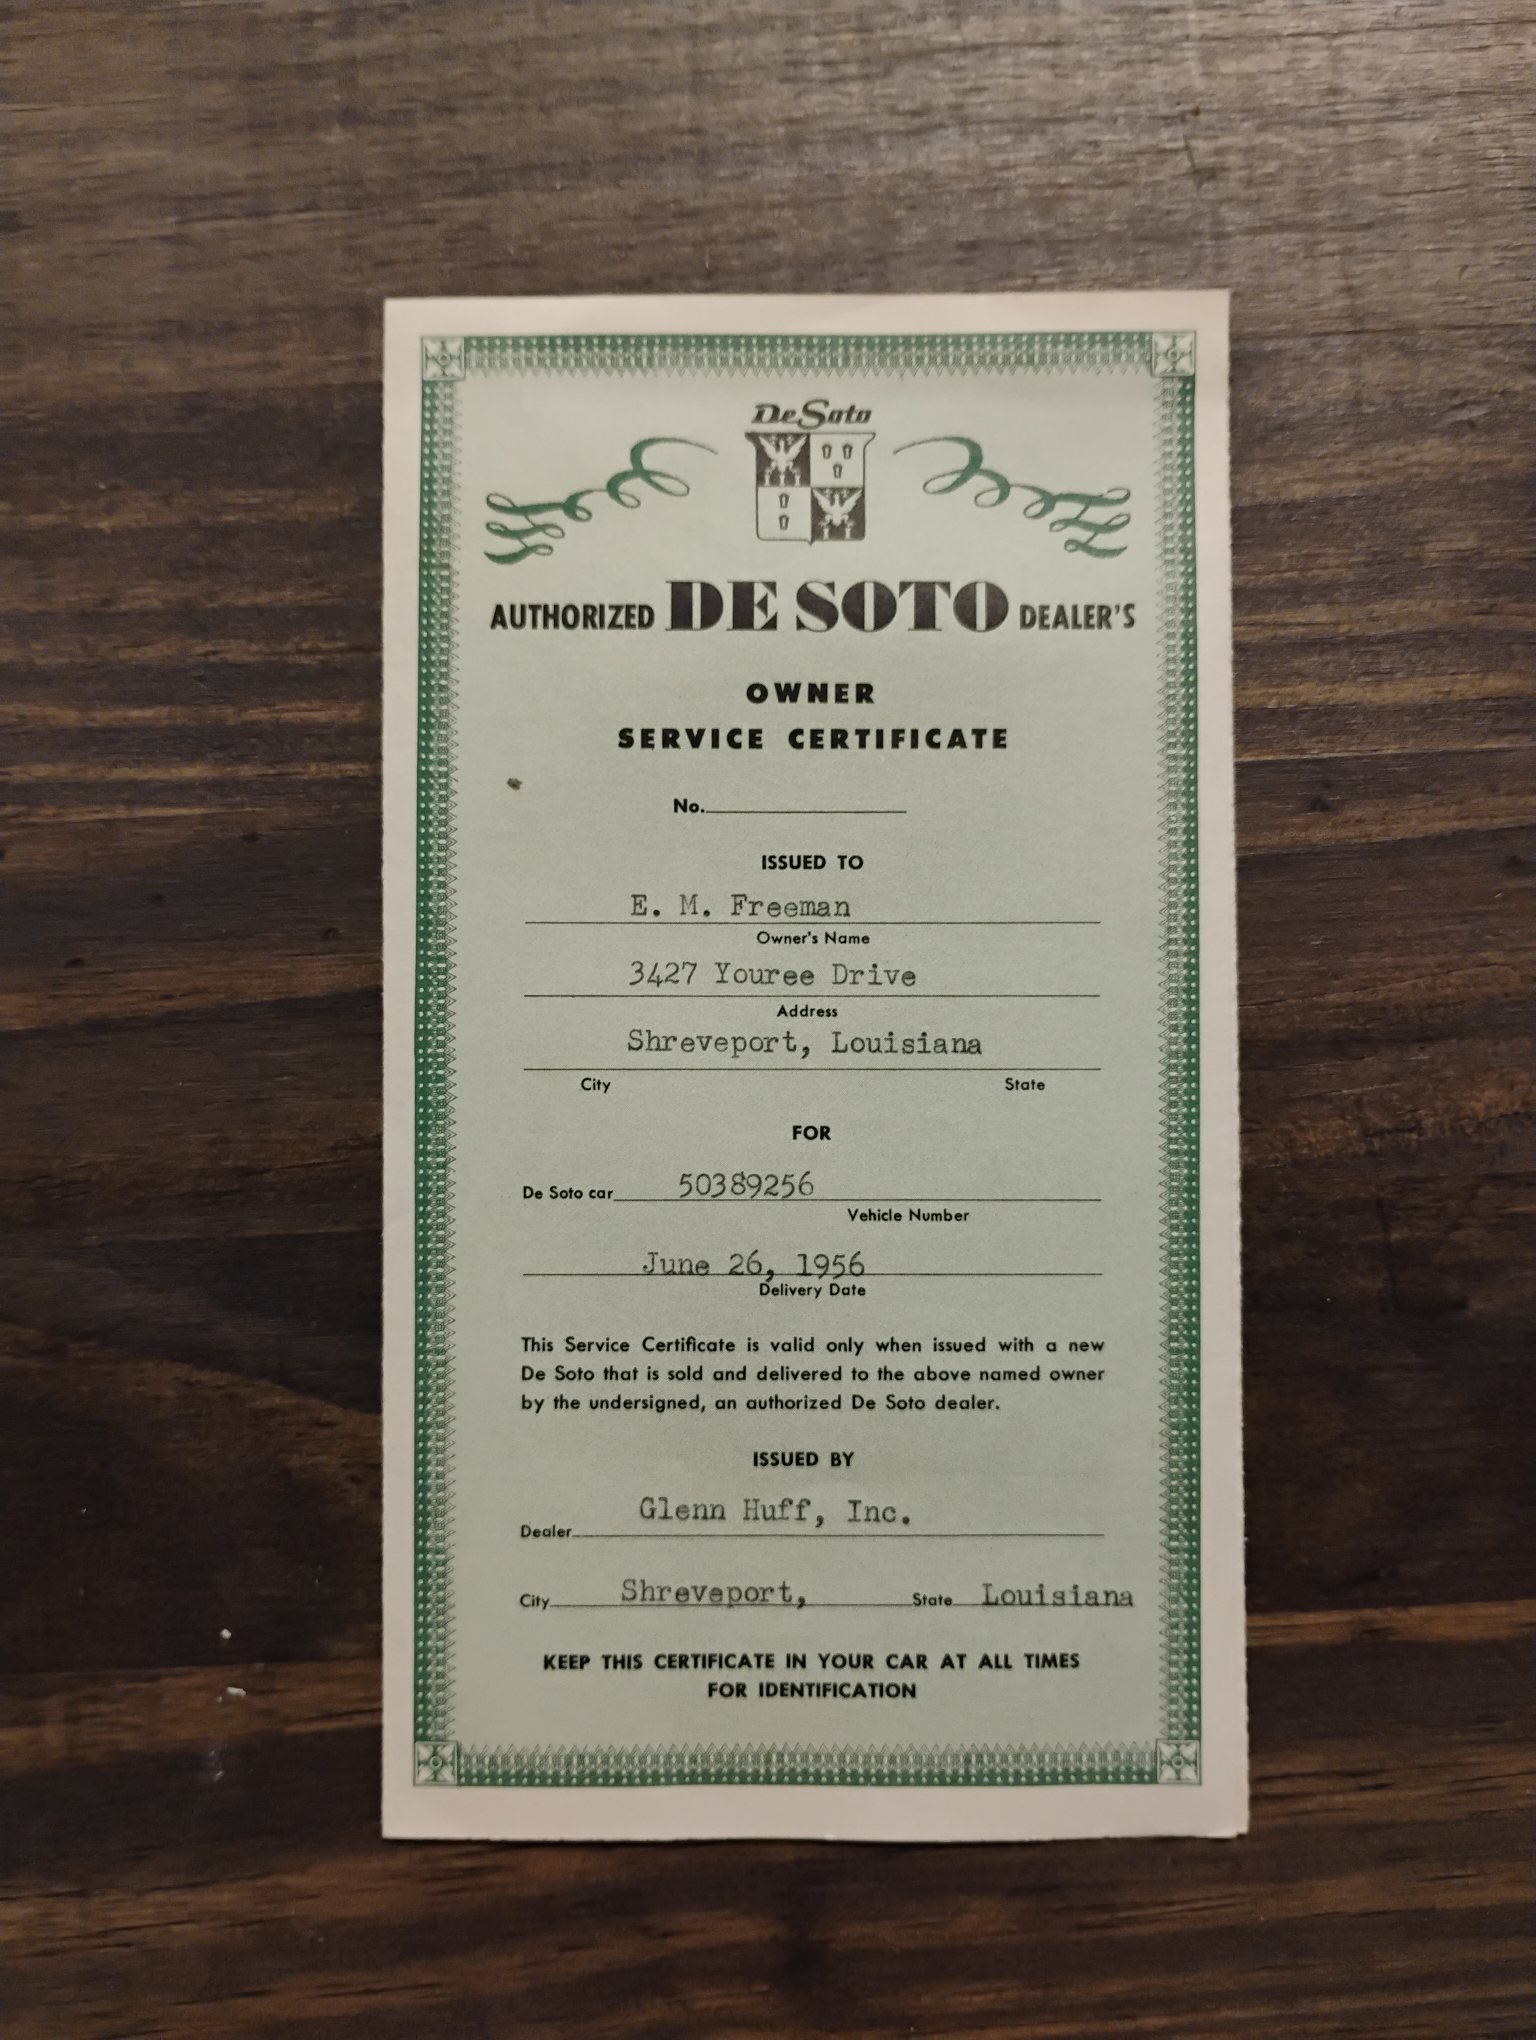 De Soto
AUTHORIZED DE SOTO DEALER'S
OWNER
SERVICE CERTIFICATE
No.
ISSUED TO
E. M. Freeman
Owner's Name
3427 Youree Drive
Address
Shreveport, Louisiana
City State
FOR
De Soto car 50389256
Vehicle Number
June 26, 1956
Delivery Date
This Service Certificate is valid only when issued with a new
De Soto that is sold and delivered to the above named owner
by the undersigned, an authorized De Soto dealer.
ISSUED BY
Dealer Glenn Huff, Inc.
City Shreveport, State Louisiana
KEEP THIS CERTIFICATE IN YOUR CAR AT ALL TIMES
FOR IDENTIFICATION